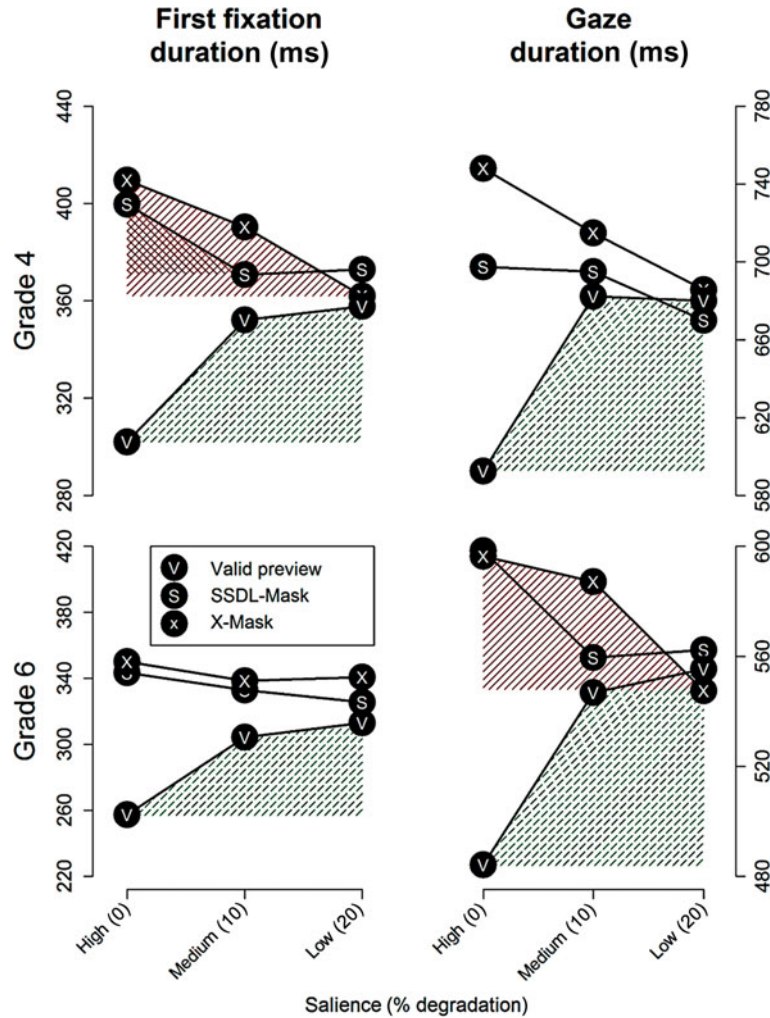 First fixation
duration (ms)
Gaze
duration (ms)
Grade 4
440
400
360
320
280
X
S
X
S
S
X
V
V
V
780
740
700
660
620
580
X
S
X
S
V
X
V
S
V
Grade 6
420
380
340
300
260
220
V Valid preview
S SSDL-Mask
x X-Mask
X
S
X
X
S
V
V
V
600
560
520
480
X
X
S
S
V
V
X
V
High (0)
Medium (10)
Low (20)
High (0)
Medium (10)
Low (20)
Salience (% degradation)